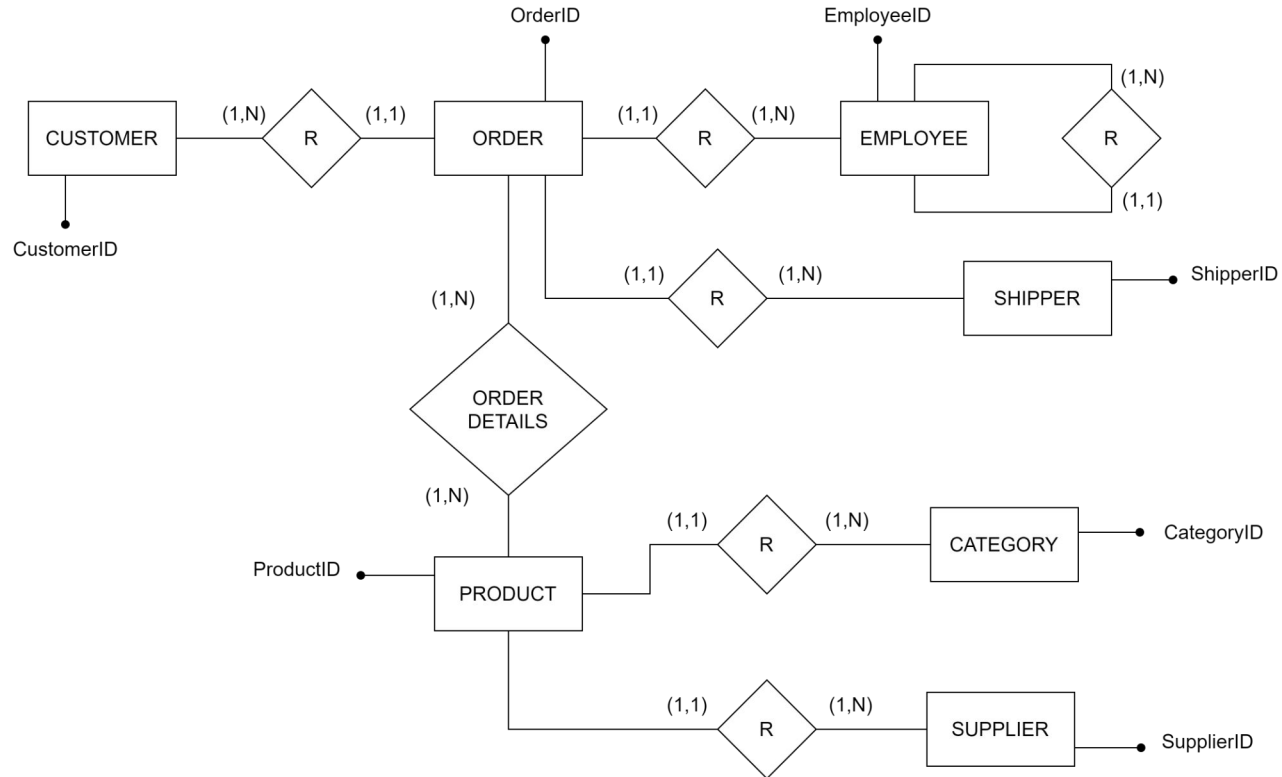 OrderID
EmployeeID
(1,N)
CUSTOMER
(1,N)
R
(1,1)
ORDER
(1,1)
R
(1,N)
EMPLOYEE
R
(1,1)
CustomerID
(1,1)
R
(1,N)
SHIPPER
ShipperID
(1,N)
ORDER
DETAILS
(1,N)
ProductID
PRODUCT
(1,1)
R
(1,N)
CATEGORY
CategoryID
(1,1)
R
(1,N)
SUPPLIER
SupplierID